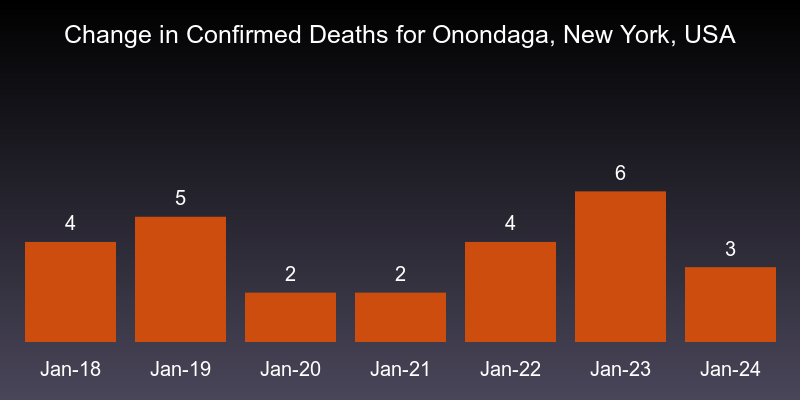 Change in Confirmed Deaths for Onondaga, New York, USA
4
5
2
2
4
6
3
Jan-18
Jan-19
Jan-20
Jan-21
Jan-22
Jan-23
Jan-24